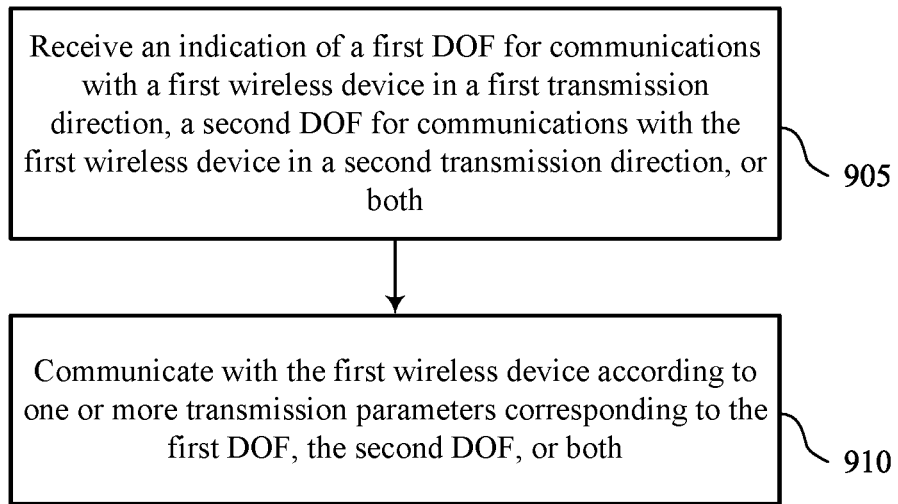 Receive an indication of a first DOF for communications
with a first wireless device in a first transmission
direction, a second DOF for communications with the
first wireless device in a second transmission direction, or
both
905
Communicate with the first wireless device according to
one or more transmission parameters corresponding to the
first DOF, the second DOF, or both
910